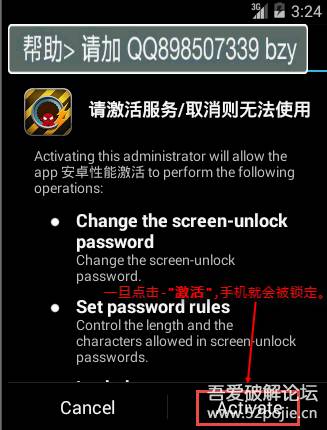 3G 3:24
帮助> 请加 QQ898507339 bzy
请激活服务/取消则无法使用
Activating this administrator will allow the
app 安卓性能激活 to perform the following
operations:
Change the screen-unlock
password
Change the screen-unlock
password.
一旦点击-"激活",手机就会被锁定。
Set password rules
Control the length and the
characters allowed in screen-unlock
passwords.
吾爱破解论坛
Cancel
Activate
www.52pojie.cn